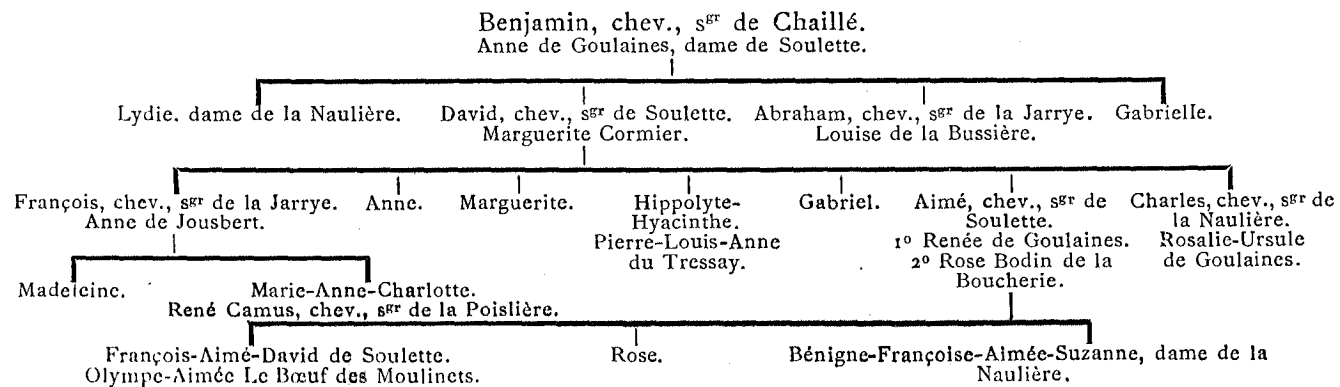 Benjamin, chev., sgr de Chaillé.
Anne de Goulaines, dame de Soulette.
Lydie. dame de la Naulière.
David, chev., sgr de Soulette.
Marguerite Cormier.
Abraham, chev., sgr de la Jarrye.
Louise de la Bussière.
Gabrielle.
François, chev., sgr de la Jarrye.
Anne de Jousbert.
Anne.
Marguerite.
Hippolyte-
Hyacinthe.
Pierre-Louis-Anne
du Tressay.
Gabriel.
Aimé, chev., sgr de
Soulette.
1º Renée de Goulaines.
2º Rose Bodin de la
Boucherie.
Charles, chev., sgr de
la Naulière.
Rosalie-Ursule
de Goulaines.
Madeleine.
Marie-Anne-Charlotte.
René Camus, chev., sgr de la Poislière.
François-Aimé-David de Soulette.
Olympe-Aimée Le Bœuf des Moulinets.
Rose.
Bénigne-Françoise-Aimée-Suzanne, dame de la
Naulière.